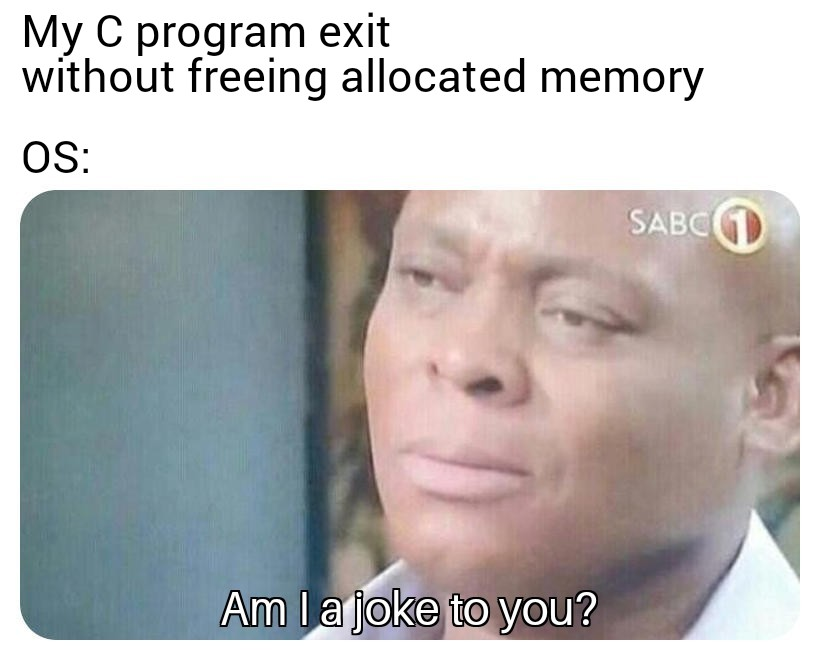 My C program exit
without freeing allocated memory
OS:
SABC 1
Am I a joke to you?